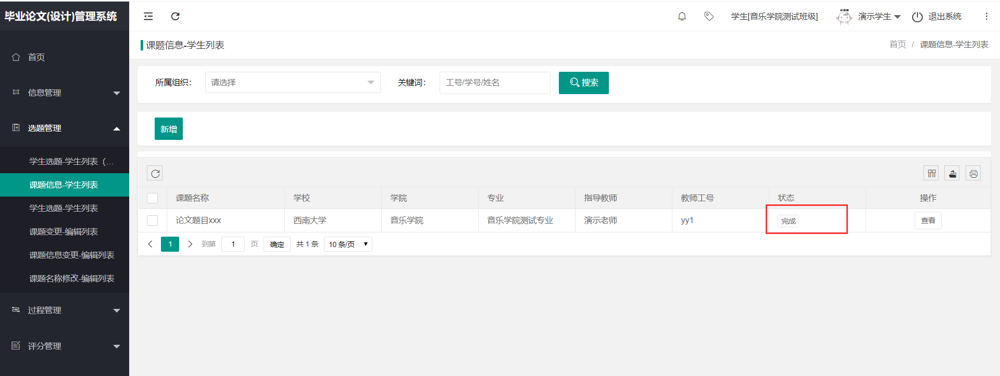 毕业论文(设计)管理系统
学生[音乐学院测试班级]
演示学生
退出系统
首页
信息管理
选题管理
学生选题-学生列表（...
课题信息-学生列表
学生选题-学生列表
课题变更-编辑列表
课题信息变更-编辑列表
课题名称修改-编辑列表
过程管理
评分管理
课题信息-学生列表
首页 / 课题信息-学生列表
所属组织：
请选择
关键词：
工号/学号/姓名
搜索
新增
课题名称 学校 学院 专业 指导教师 教师工号 状态 操作
论文题目xxx 西南大学 音乐学院 音乐学院测试专业 演示老师 yy1 完成 查看
1 到第 1 页 确定 共 1 条 10 条/页